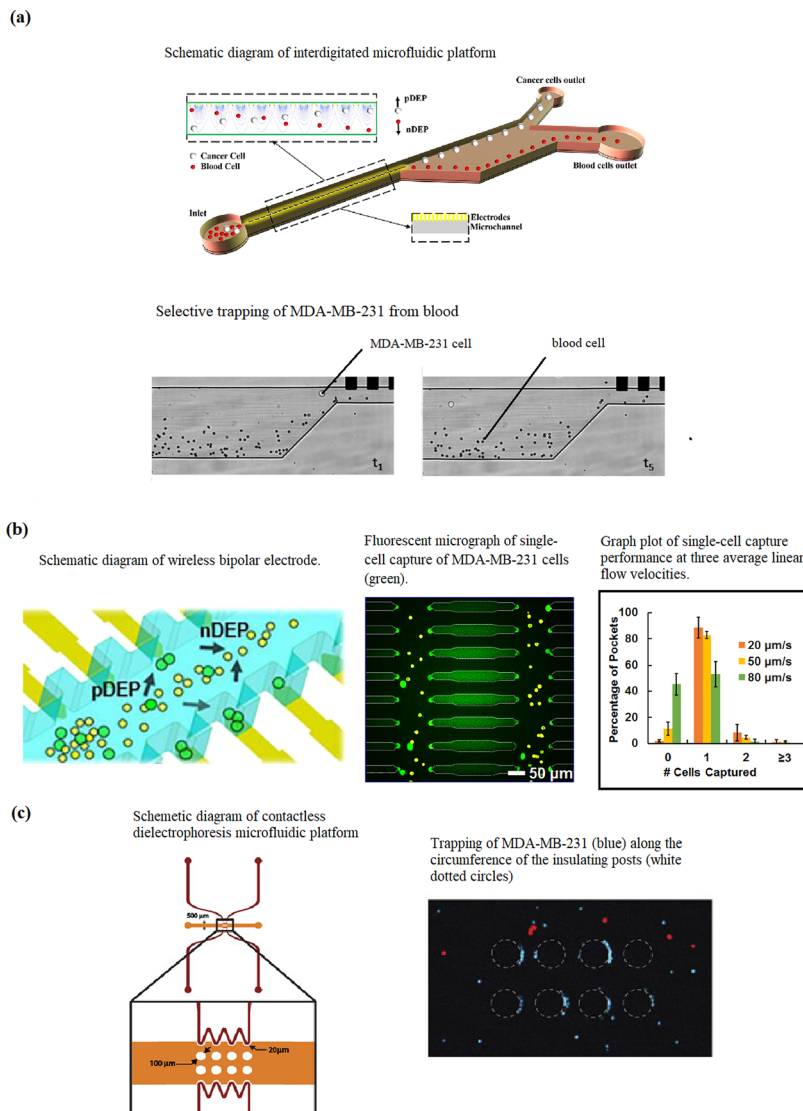 (a)
Schematic diagram of interdigitated microfluidic platform
pDEP
nDEP
Cancer Cell
Blood Cell
Cancer cells outlet
Blood cells outlet
Inlet
Electrodes
Microchannel
Selective trapping of MDA-MB-231 from blood
MDA-MB-231 cell
blood cell
t1
t5
(b)
Schematic diagram of wireless bipolar electrode.
nDEP
pDEP
Fluorescent micrograph of single-
cell capture of MDA-MB-231 cells
(green).
50 µm
Graph plot of single-cell capture
performance at three average linear
flow velocities.
Percentage of Pockets
100
80
60
40
20
0
20 µm/s
50 µm/s
80 µm/s
0 1 2 ≥3
# Cells Captured
(c)
Schemetic diagram of contactless
dielectrophoresis microfluidic platform
500 µm
100 µm
20µm
Trapping of MDA-MB-231 (blue) along the
circumference of the insulating posts (white
dotted circles)